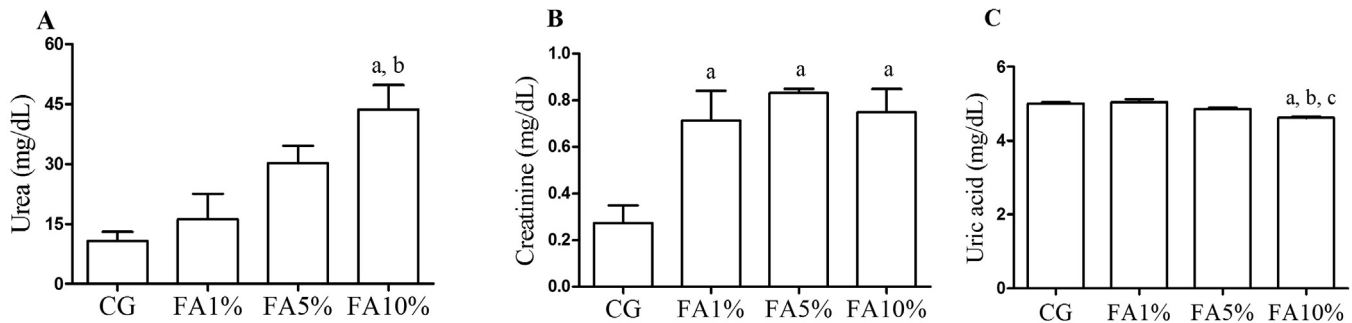 A
Urea (mg/dL)
60
45
30
15
0
a, b
CG FA1% FA5% FA10%
B
Creatinine (mg/dL)
1.0
0.8
0.6
0.4
0.2
0.0
a a a
CG FA1% FA5% FA10%
C
Uric acid (mg/dL)
6
4
2
0
a, b, c
CG FA1% FA5% FA10%